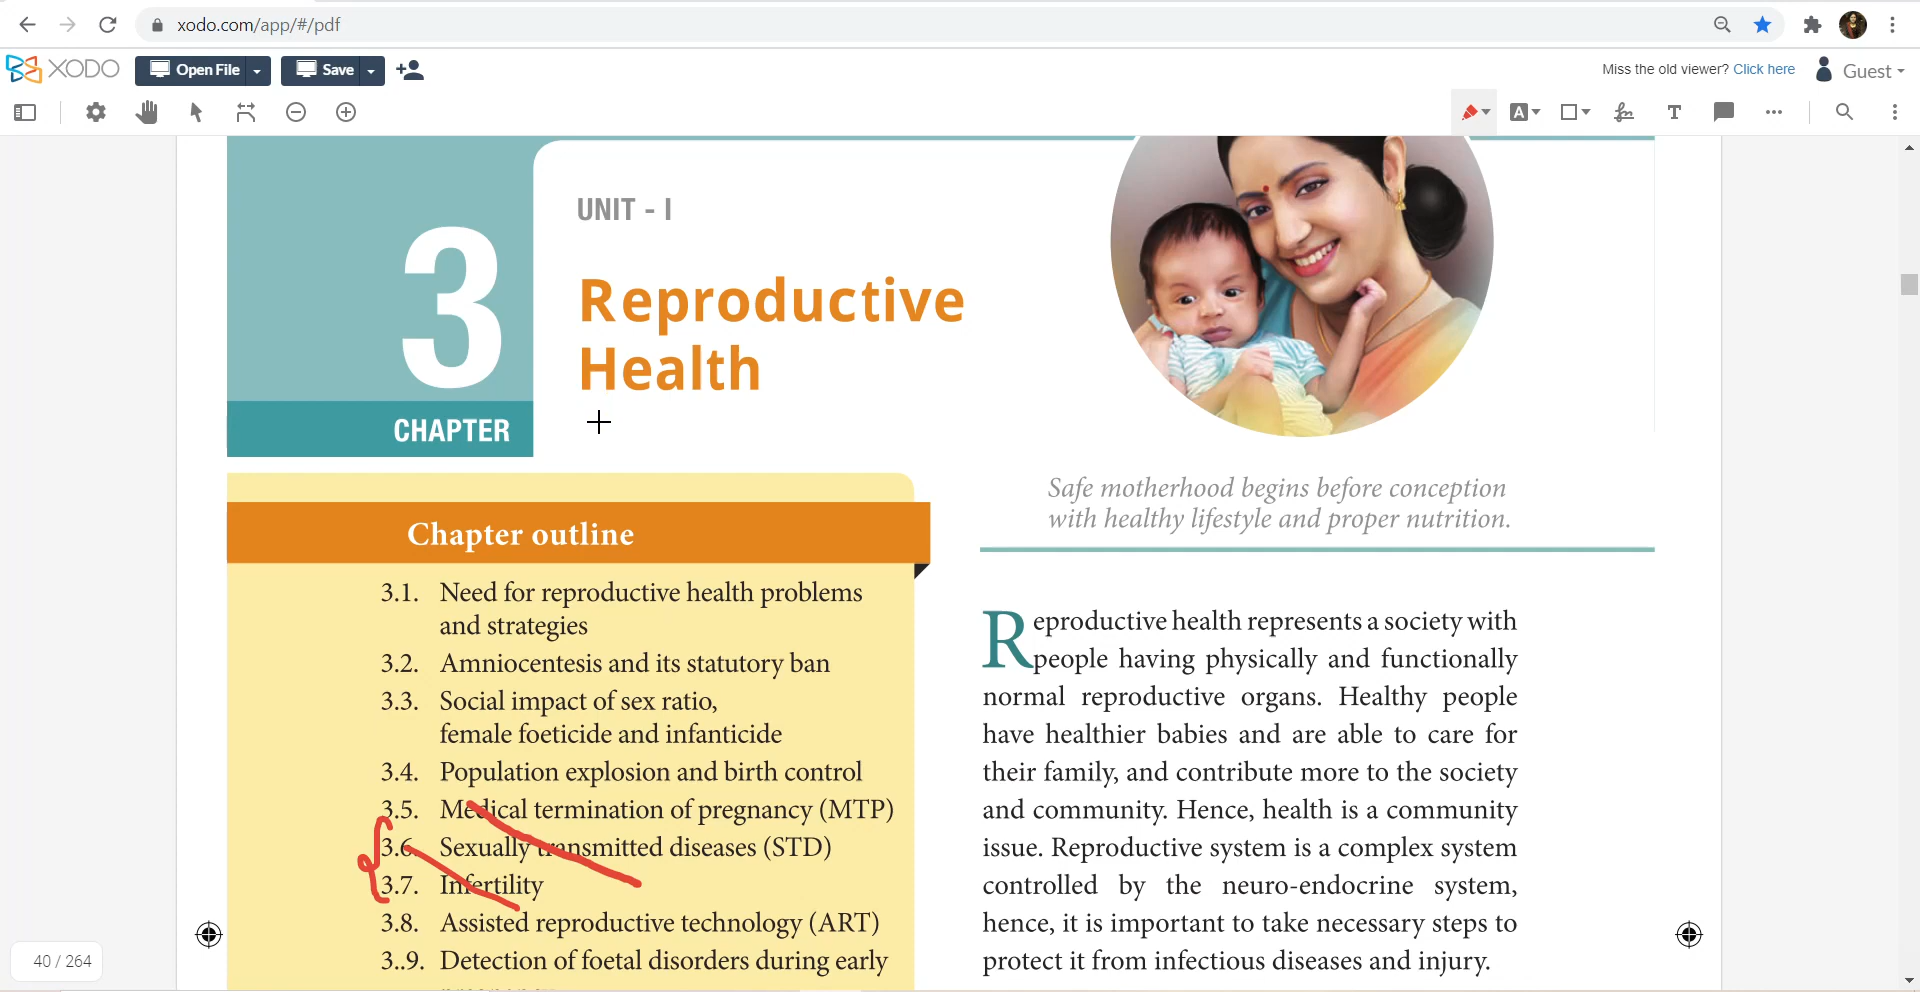 xodo.com/app/#/pdf
XODO
Open File
Save
Miss the old viewer? Click here
Guest
A
T
3
CHAPTER
UNIT - I
Reproductive
Health
Safe motherhood begins before conception
with healthy lifestyle and proper nutrition.
Chapter outline
3.1. Need for reproductive health problems
and strategies
3.2. Amniocentesis and its statutory ban
3.3. Social impact of sex ratio,
female foeticide and infanticide
3.4. Population explosion and birth control
3.5. Medical termination of pregnancy (MTP)
3.6. Sexually transmitted diseases (STD)
3.7. Infertility
3.8. Assisted reproductive technology (ART)
3..9. Detection of foetal disorders during early
Reproductive health represents a society with
people having physically and functionally
normal reproductive organs. Healthy people
have healthier babies and are able to care for
their family, and contribute more to the society
and community. Hence, health is a community
issue. Reproductive system is a complex system
controlled by the neuro-endocrine system,
hence, it is important to take necessary steps to
protect it from infectious diseases and injury.
40 / 264